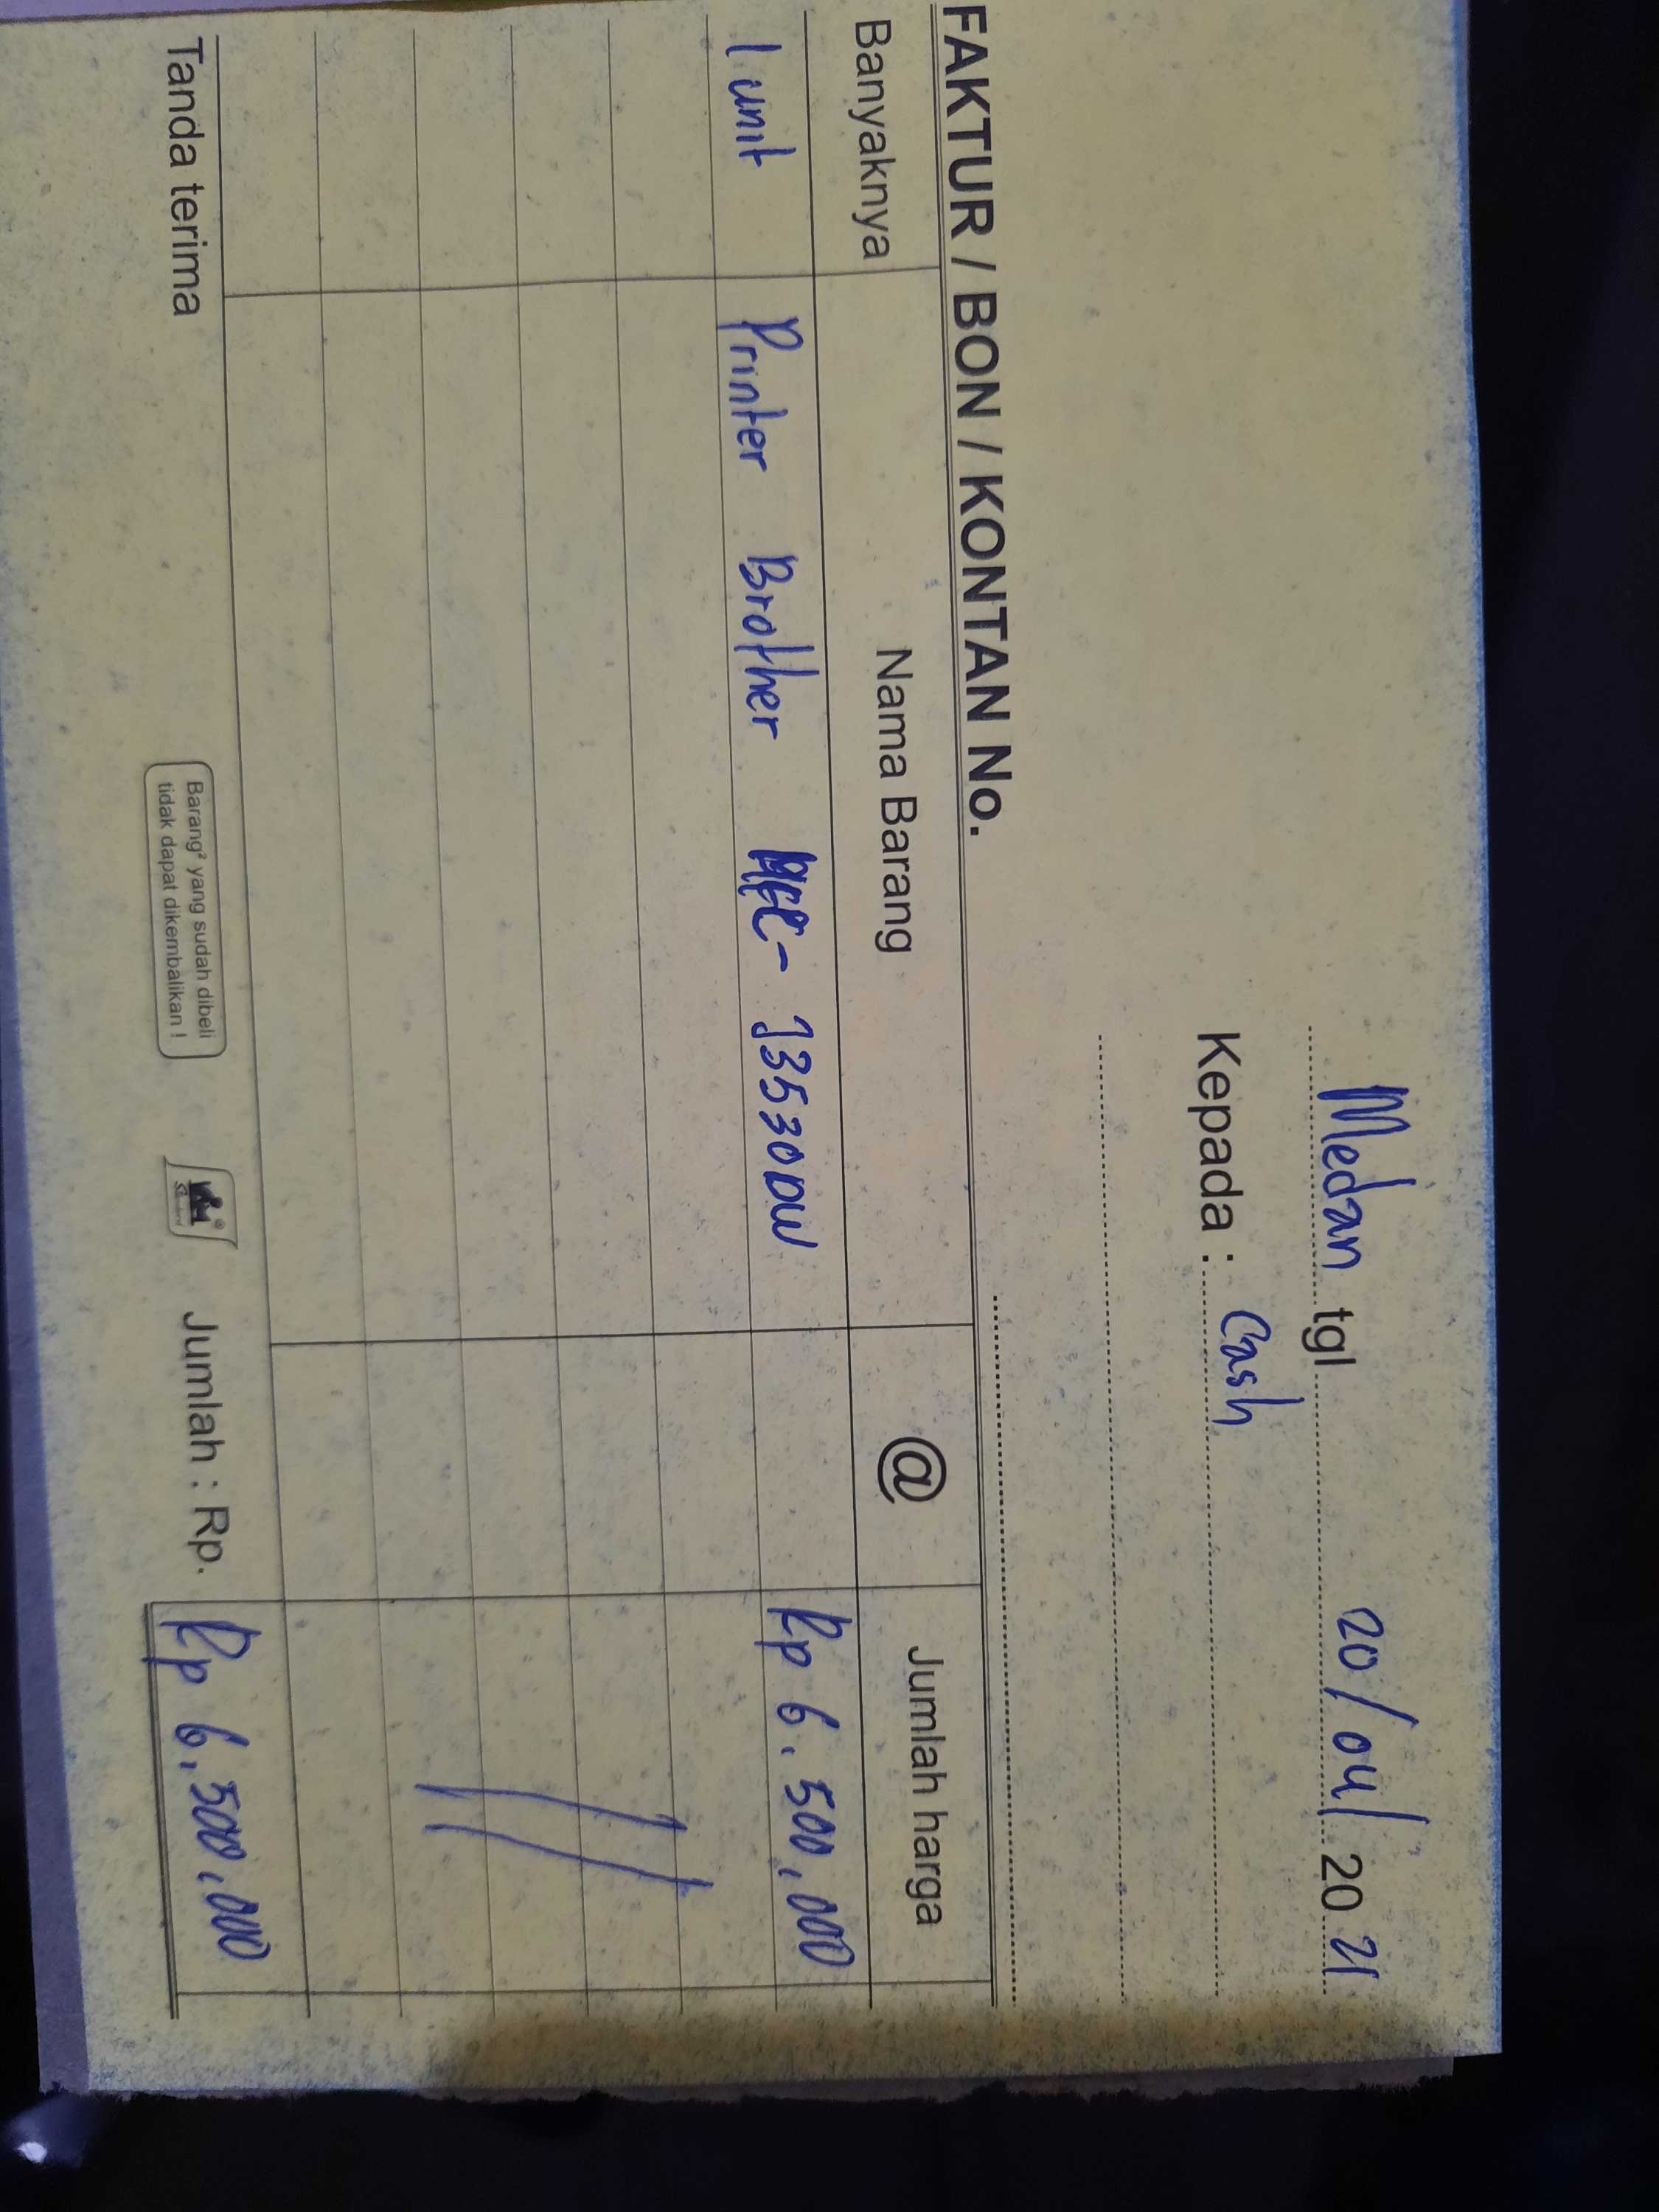 Medan tgl 20/04/ 2021
Kepada : Cash
FAKTUR / BON / KONTAN No.
Banyaknya Nama Barang @ Jumlah harga
1 unit Printer Brother MFC-J3530DW Rp 6.500.000
Tanda terima
Barang² yang sudah dibeli
tidak dapat dikembalikan !
Jumlah : Rp. Rp 6.500.000